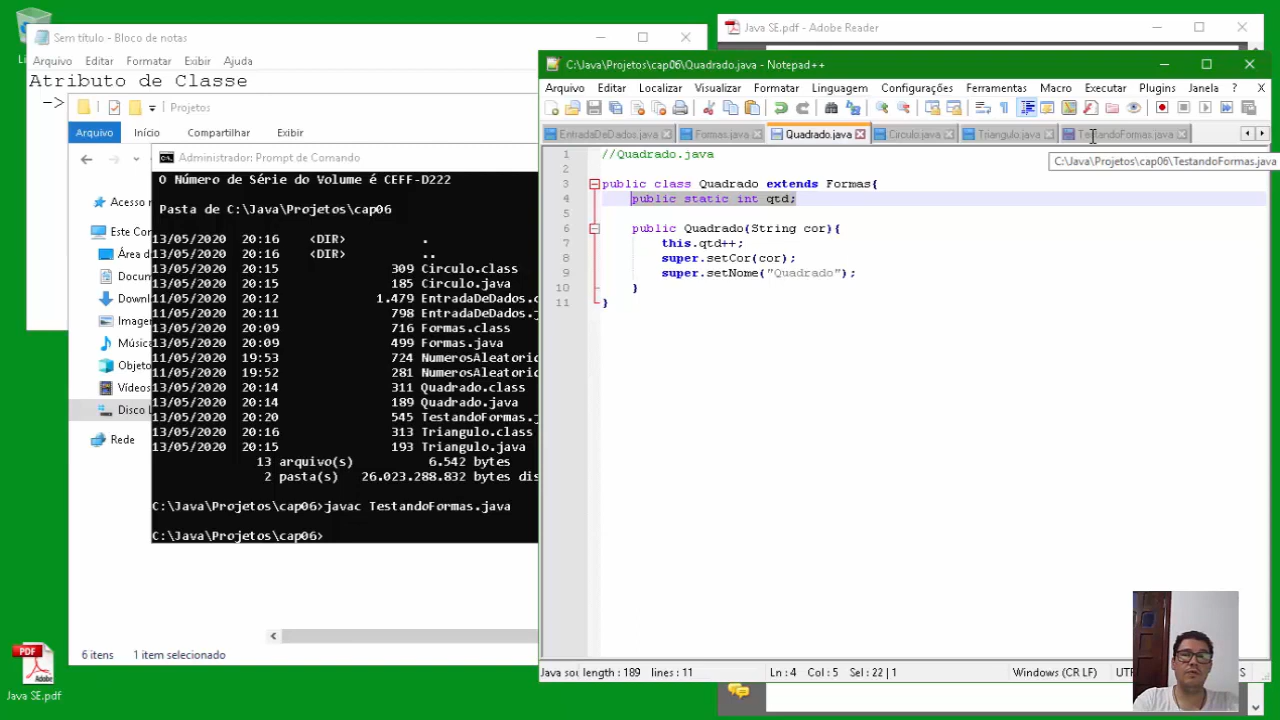 Sem título - Bloco de notas
Arquivo Editar Formatar Exibir Ajuda
Atributo de Classe
->
Projetos
Arquivo Início Compartilhar Exibir
Acesso
Este Com
Área d
Docum
Downl
Imagen
Música
Objeto
Vídeos
Disco L
Rede
6 itens 1 item selecionado
Administrador: Prompt de Comando
O Número de Série do Volume é CEFF-D222
Pasta de C:\Java\Projetos\cap06
13/05/2020 20:16 <DIR> .
13/05/2020 20:16 <DIR> ..
13/05/2020 20:15 309 Circulo.class
13/05/2020 20:15 185 Circulo.java
11/05/2020 20:12 1.479 EntradaDeDados.c
11/05/2020 20:11 798 EntradaDeDados.j
13/05/2020 20:09 716 Formas.class
13/05/2020 20:09 499 Formas.java
11/05/2020 19:53 724 NumerosAleatorio
11/05/2020 19:52 281 NumerosAleatorio
13/05/2020 20:14 311 Quadrado.class
13/05/2020 20:14 189 Quadrado.java
13/05/2020 20:20 545 TestandoFormas.j
13/05/2020 20:16 313 Triangulo.class
13/05/2020 20:15 193 Triangulo.java
13 arquivo(s) 6.542 bytes
2 pasta(s) 26.023.288.832 bytes dis
C:\Java\Projetos\cap06>javac TestandoFormas.java
C:\Java\Projetos\cap06>
Java SE.pdf - Adobe Reader
C:\Java\Projetos\cap06\Quadrado.java - Notepad++
Arquivo Editar Localizar Visualizar Formatar Linguagem Configurações Ferramentas Macro Executar Plugins Janela ? X
EntradaDeDados.java Formas.java Quadrado.java Circulo.java Triangulo.java TestandoFormas.java
C:\Java\Projetos\cap06\TestandoFormas.java
1 //Quadrado.java
2
3 public class Quadrado extends Formas{
4 public static int qtd;
5
6 public Quadrado(String cor){
7 this.qtd++;
8 super.setCor(cor);
9 super.setNome("Quadrado");
10 }
11 }
Java sou length : 189 lines : 11 Ln : 4 Col : 5 Sel : 22 | 1 Windows (CR LF) UTF S
PDF
Java SE.pdf